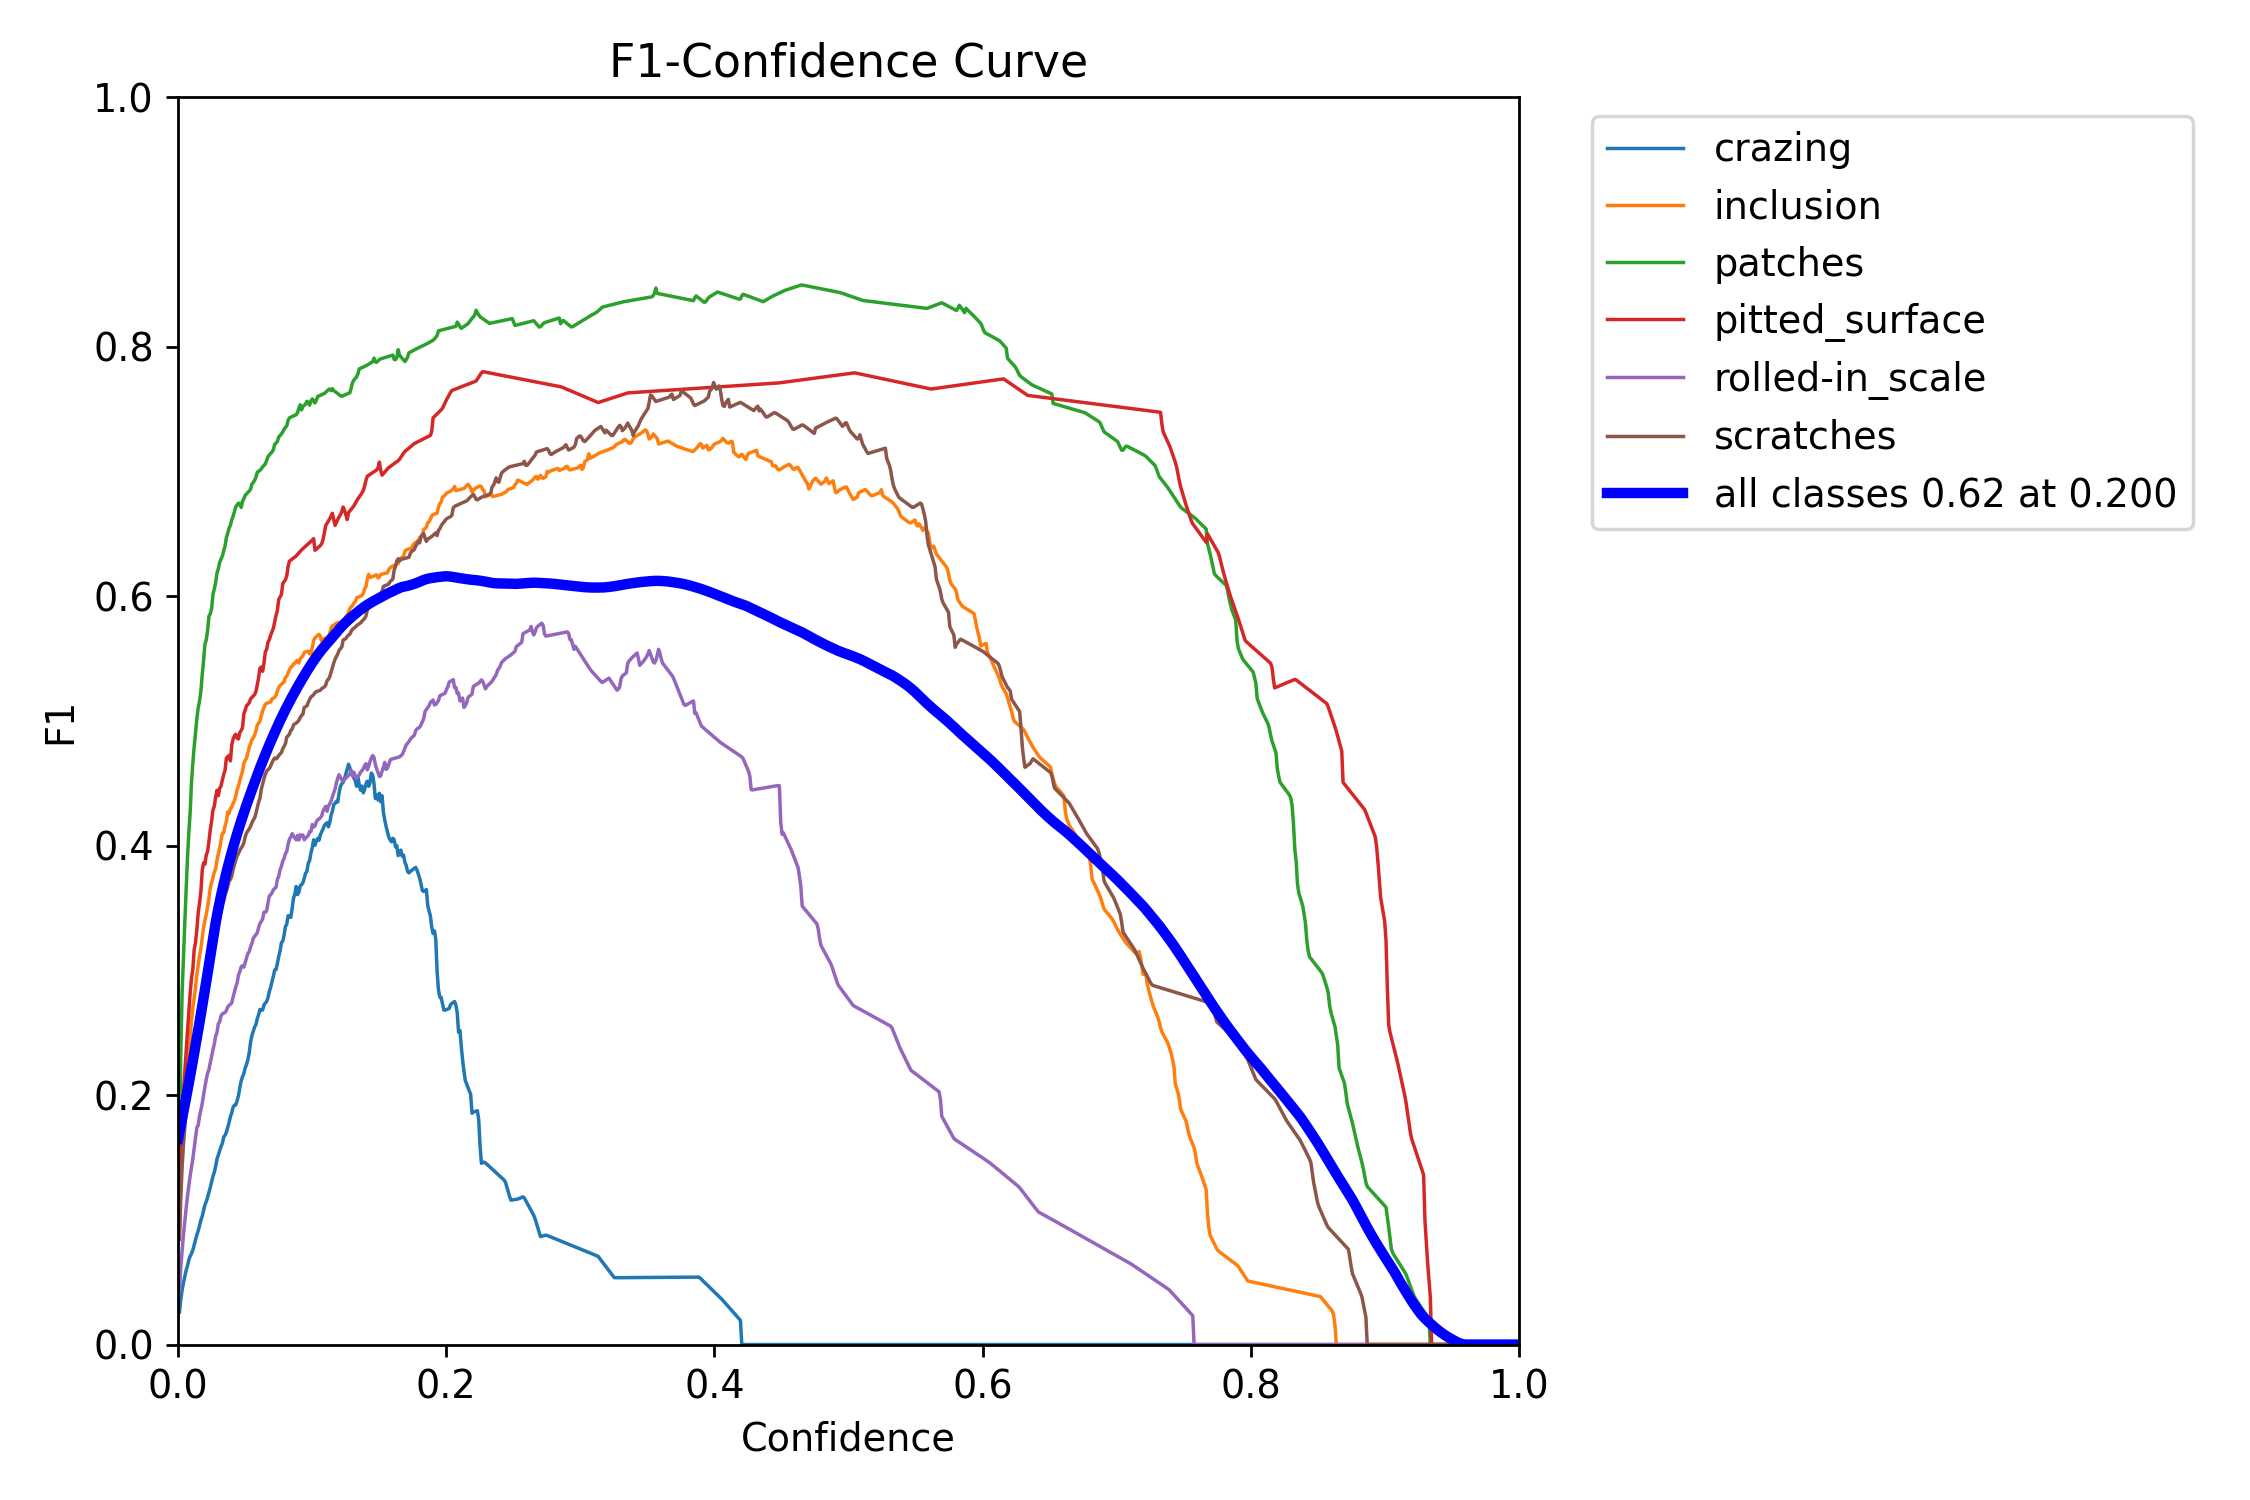 F1-Confidence Curve
1.0
0.8
0.6
0.4
0.2
0.0
F1
0.0 0.2 0.4 0.6 0.8 1.0
Confidence
crazing
inclusion
patches
pitted_surface
rolled-in_scale
scratches
all classes 0.62 at 0.200